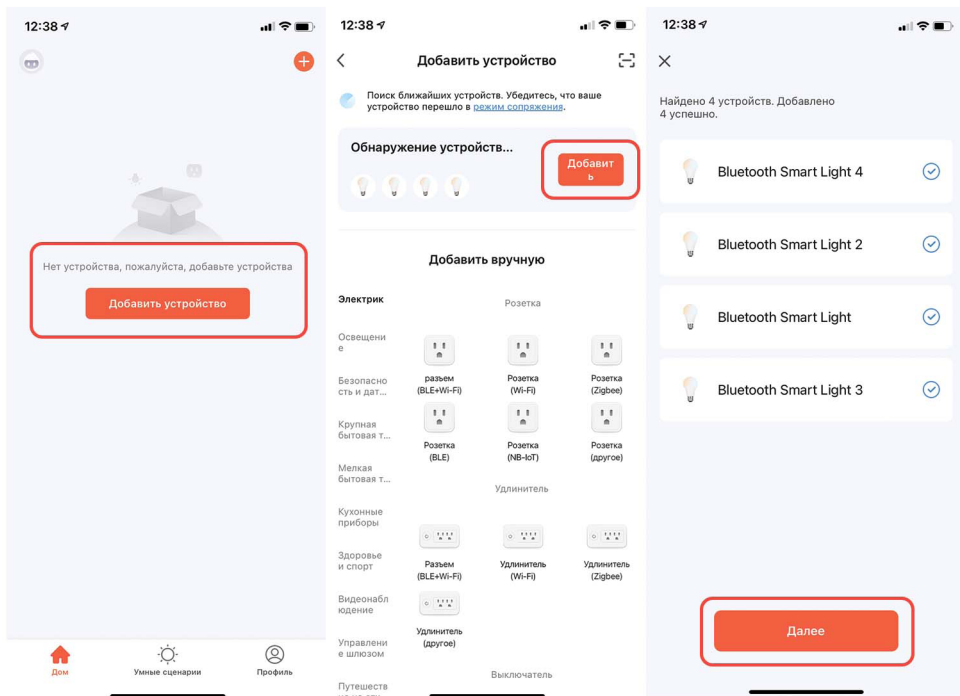 12:38
Нет устройства, пожалуйста, добавьте устройства
Добавить устройство
Дом
Умные сценарии
Профиль
12:38
Добавить устройство
Поиск ближайших устройств. Убедитесь, что ваше
устройство перешло в режим сопряжения.
Обнаружение устройств...
Добавит
ь
Добавить вручную
Электрик
Освещени
е
Безопасно
сть и дат...
Крупная
бытовая т...
Мелкая
бытовая т...
Кухонные
приборы
Здоровье
и спорт
Видеонабл
юдение
Управлени
е шлюзом
Путешеств
Розетка
разъем
(BLE+Wi-Fi)
Розетка
(Wi-Fi)
Розетка
(Zigbee)
Розетка
(BLE)
Розетка
(NB-IoT)
Розетка
(другое)
Удлинитель
Разъем
(BLE+Wi-Fi)
Удлинитель
(Wi-Fi)
Удлинитель
(Zigbee)
Удлинитель
(другое)
Выключатель
12:38
Найдено 4 устройств. Добавлено
4 успешно.
Bluetooth Smart Light 4
Bluetooth Smart Light 2
Bluetooth Smart Light
Bluetooth Smart Light 3
Далее